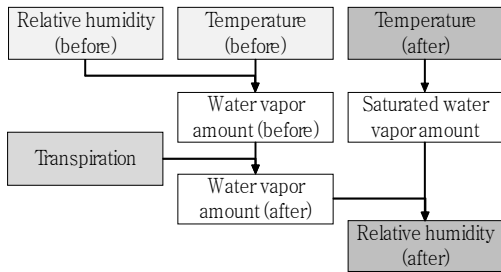 Relative humidity
(before)
Temperature
(before)
Temperature
(after)
Water vapor
amount (before)
Saturated water
vapor amount
Transpiration
Water vapor
amount (after)
Relative humidity
(after)